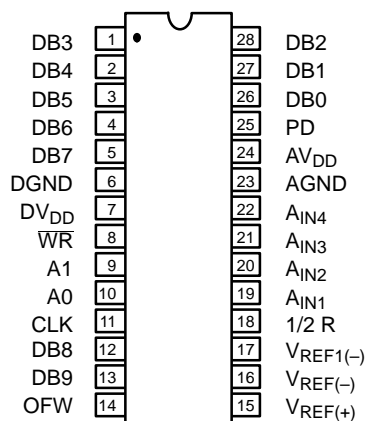 DB3 1 28 DB2
DB4 2 27 DB1
DB5 3 26 DB0
DB6 4 25 PD
DB7 5 24 AVDD
DGND 6 23 AGND
DVDD 7 22 AIN4
WR 8 21 AIN3
A1 9 20 AIN2
A0 10 19 AIN1
CLK 11 18 1/2 R
DB8 12 17 VREF1(–)
DB9 13 16 VREF(–)
OFW 14 15 VREF(+)